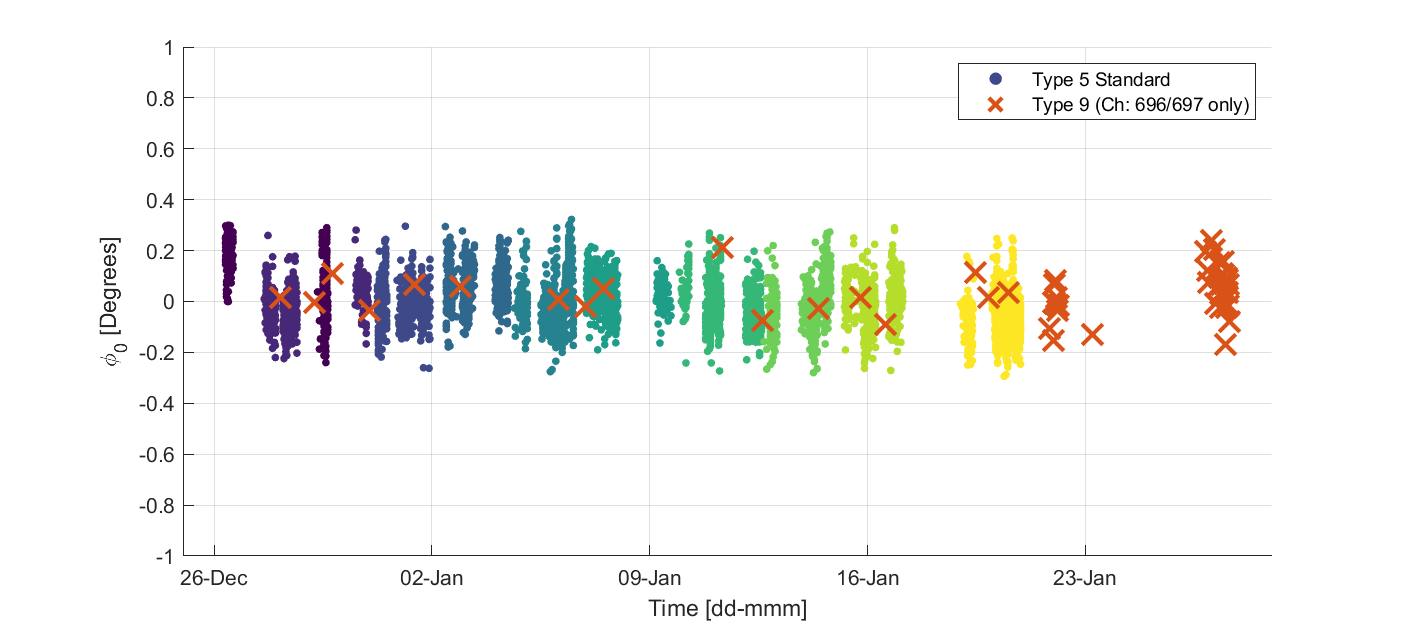 1
0.8
0.6
0.4
0.2
0
-0.2
-0.4
-0.6
-0.8
-1
ϕ0 [Degrees]
Type 5 Standard
Type 9 (Ch: 696/697 only)
26-Dec 02-Jan 09-Jan 16-Jan 23-Jan
Time [dd-mmm]